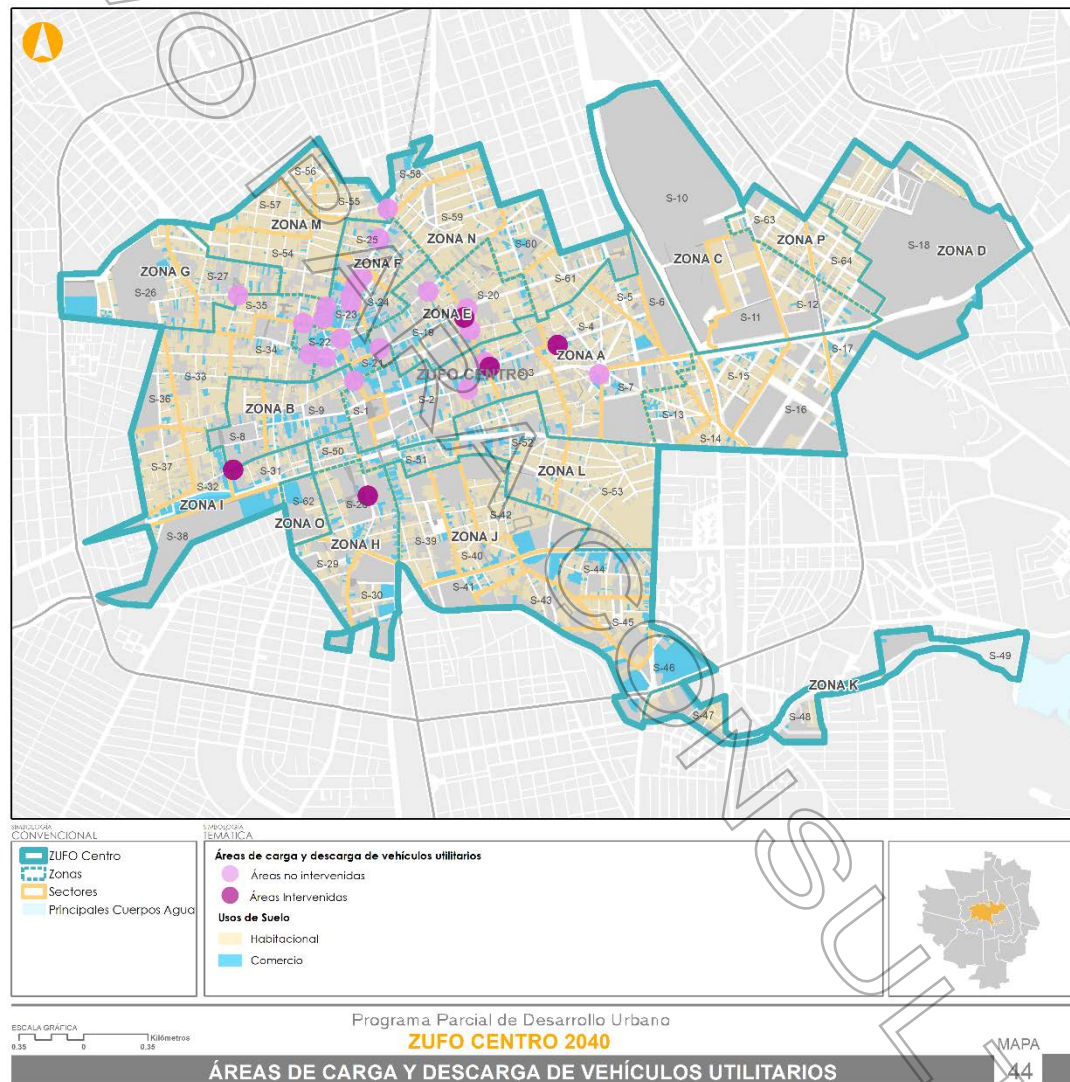 S-56
S-58
S-57
S-55
S-59
S-10
S-63
ZONA M
S-25
ZONA N
S-60
ZONA P
S-18
ZONA D
S-54
ZONA F
S-64
ZONA G
S-27
S-61
ZONA C
S-26
S-35
S-24
S-20
S-5
S-6
S-12
S-23
ZONA E
S-11
S-22
S-19
S-4
S-34
S-21
ZONA A
S-17
ZUFO CENTRO
S-33
S-7
S-15
S-36
ZONA B
S-9
S-1
S-2
S-13
S-16
S-8
S-50
S-52
S-14
S-37
S-31
S-51
ZONA L
S-32
S-53
ZONA I
S-62
S-42
ZONA O
S-38
ZONA H
S-39
ZONA J
S-29
S-40
S-44
S-30
S-41
S-43
S-45
S-46
S-49
ZONA K
S-47
S-48
COPIA DE CONSULT
SIMBOLOGÍA
CONVENCIONAL
ZUFO Centro
Zonas
Sectores
Principales Cuerpos Agua
SIMBOLOGÍA
TEMÁTICA
Áreas de carga y descarga de vehículos utilitarios
Áreas no intervenidas
Áreas Intervenidas
Usos de Suelo
Habitacional
Comercio
ESCALA GRÁFICA
Kilómetros
0.35 0 0.35
Programa Parcial de Desarrollo Urbano
ZUFO CENTRO 2040
ÁREAS DE CARGA Y DESCARGA DE VEHÍCULOS UTILITARIOS
MAPA
44